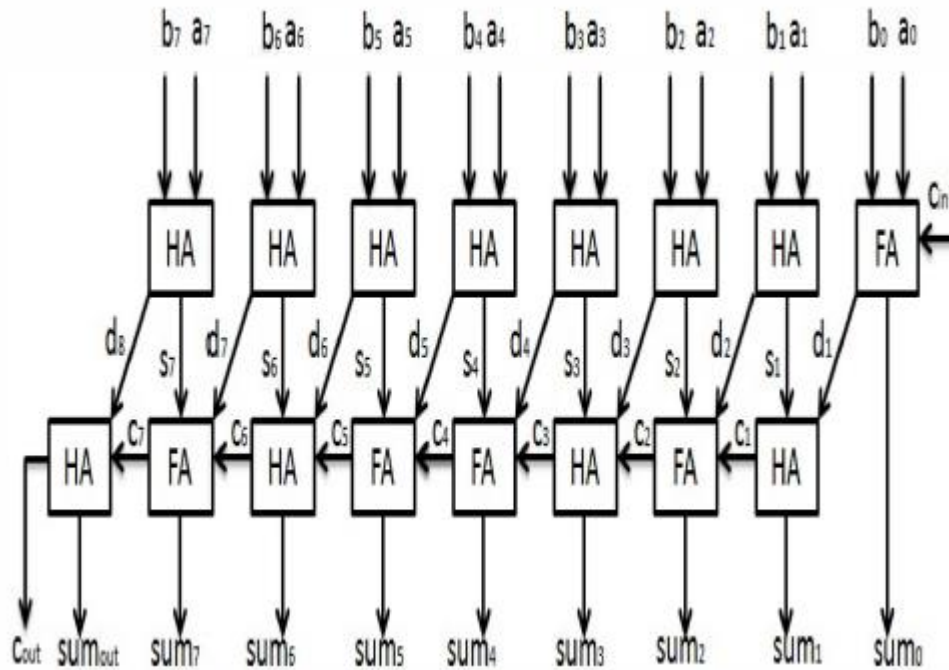 b₇ a₇ b₆ a₆ b₅ a₅ b₄ a₄ b₃ a₃ b₂ a₂ b₁ a₁ b₀ a₀
cin
HA HA HA HA HA HA HA FA
d₈ s₇ d₇ s₆ d₆ s₅ d₅ s₄ d₄ s₃ d₃ s₂ d₂ s₁ d₁
c₇ c₆ c₅ c₄ c₃ c₂ c₁
HA FA HA FA FA HA FA HA
cout sumout sum₇ sum₆ sum₅ sum₄ sum₃ sum₂ sum₁ sum₀